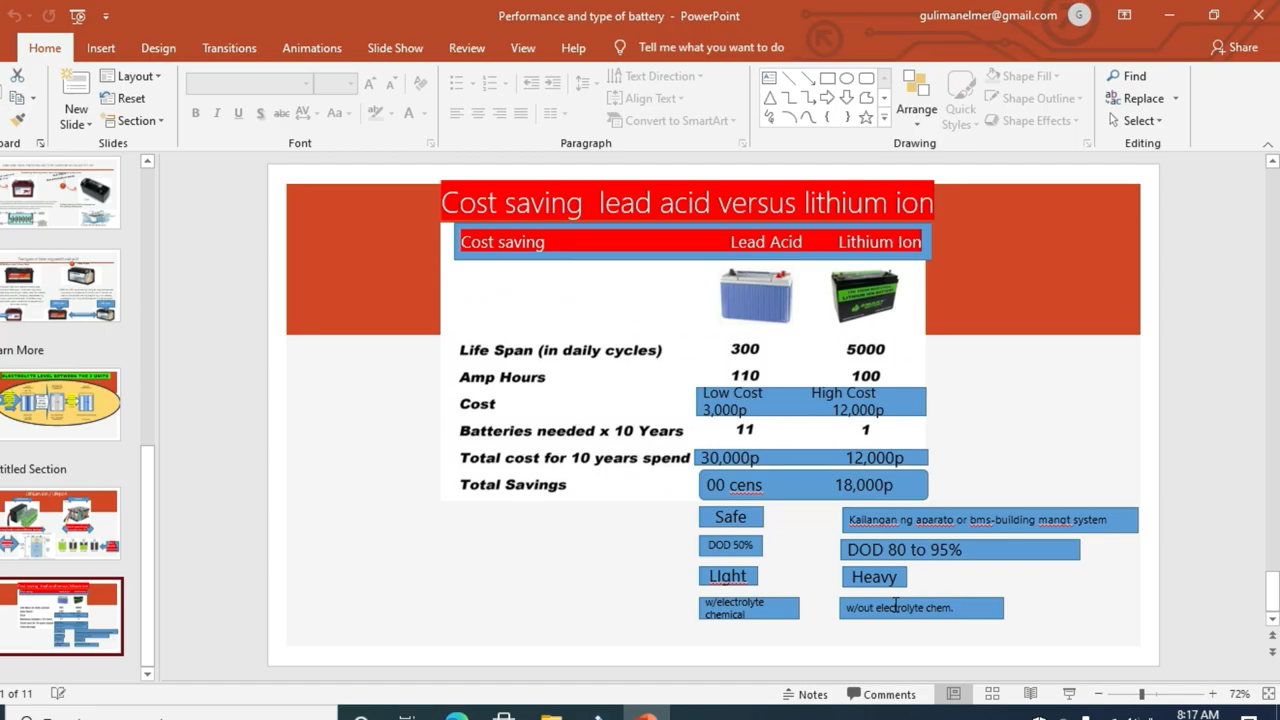 Performance and type of battery - PowerPoint
gulimanelmer@gmail.com
G
Home Insert Design Transitions Animations Slide Show Review View Help Tell me what you want to do Share
New Slide
Layout
Reset
Section
Text Direction
Align Text
Convert to SmartArt
Arrange
Quick Styles
Shape Fill
Shape Outline
Shape Effects
Find
Replace
Select
oard Slides Font Paragraph Drawing Editing
earn More
ntitled Section
Cost saving lead acid versus lithium ion
Cost saving Lead Acid Lithium Ion
Life Span (in daily cycles) 300 5000
Amp Hours 110 100
Cost Low Cost High Cost
3,000p 12,000p
Batteries needed x 10 Years 11 1
Total cost for 10 years spend 30,000p 12,000p
Total Savings 00 cens 18,000p
Safe Kailangan ng aparato or bms-building mangt system
DOD 50% DOD 80 to 95%
LIght Heavy
w/electrolyte chemical
w/out electrolyte chem.
1 of 11
Notes Comments 72%
8:17 AM